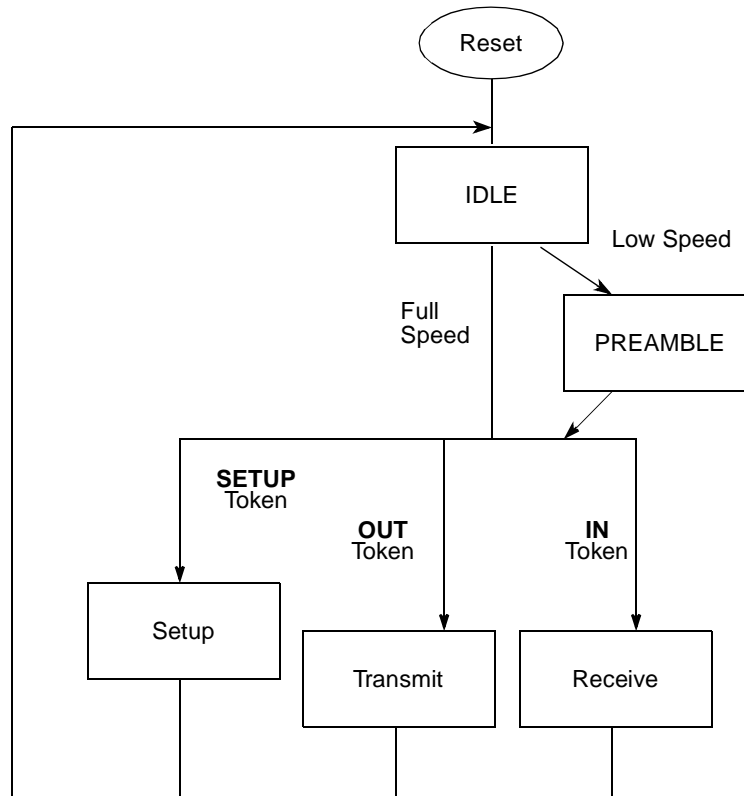 Reset
IDLE
Low Speed
Full
Speed
PREAMBLE
SETUP
Token
OUT
Token
IN
Token
Setup
Transmit
Receive